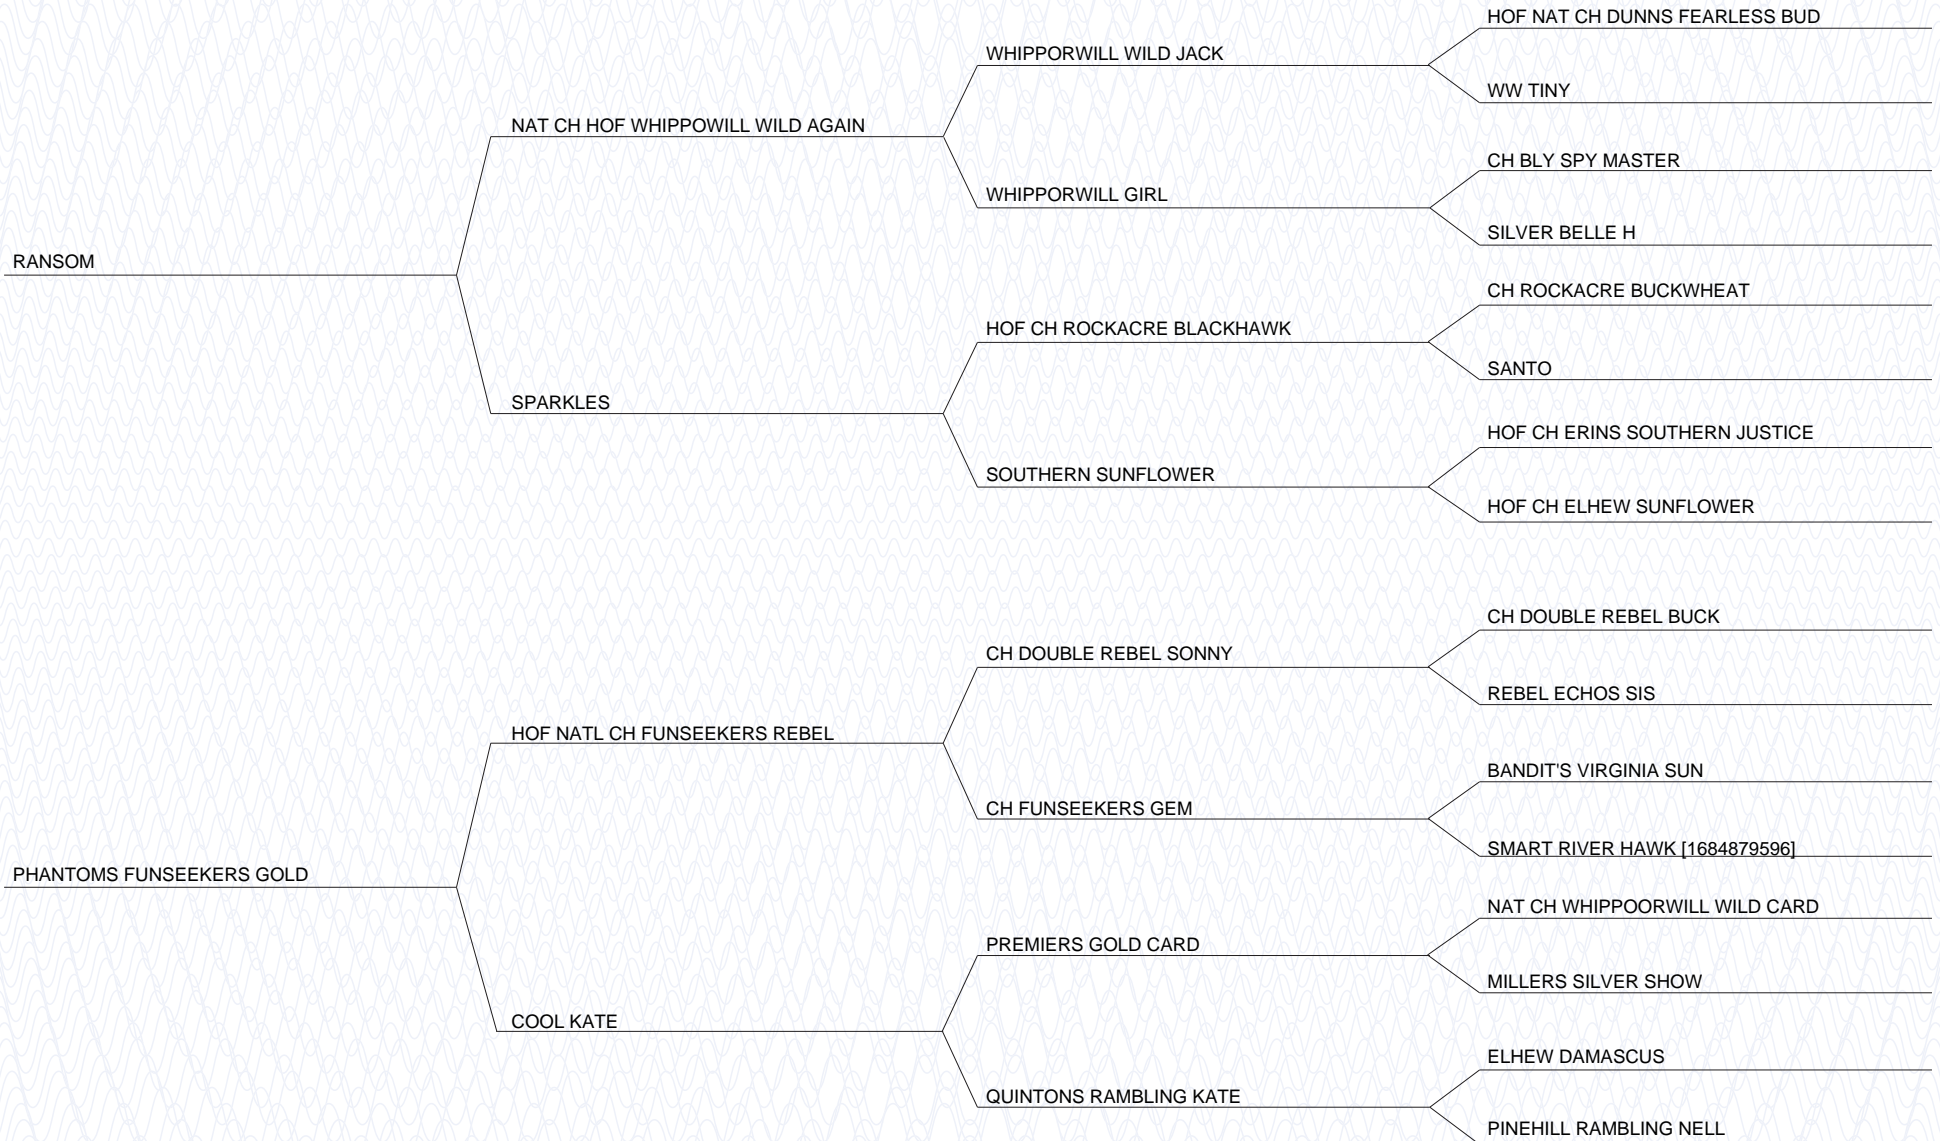 HOF NAT CH DUNNS FEARLESS BUD
WHIPPORWILL WILD JACK
WW TINY
NAT CH HOF WHIPPOWILL WILD AGAIN
CH BLY SPY MASTER
WHIPPORWILL GIRL
SILVER BELLE H
RANSOM
CH ROCKACRE BUCKWHEAT
HOF CH ROCKACRE BLACKHAWK
SANTO
SPARKLES
HOF CH ERINS SOUTHERN JUSTICE
SOUTHERN SUNFLOWER
HOF CH ELHEW SUNFLOWER
CH DOUBLE REBEL BUCK
CH DOUBLE REBEL SONNY
REBEL ECHOS SIS
HOF NATL CH FUNSEEKERS REBEL
BANDIT'S VIRGINIA SUN
CH FUNSEEKERS GEM
SMART RIVER HAWK [1684879596]
PHANTOMS FUNSEEKERS GOLD
NAT CH WHIPPOORWILL WILD CARD
PREMIERS GOLD CARD
MILLERS SILVER SHOW
COOL KATE
ELHEW DAMASCUS
QUINTONS RAMBLING KATE
PINEHILL RAMBLING NELL